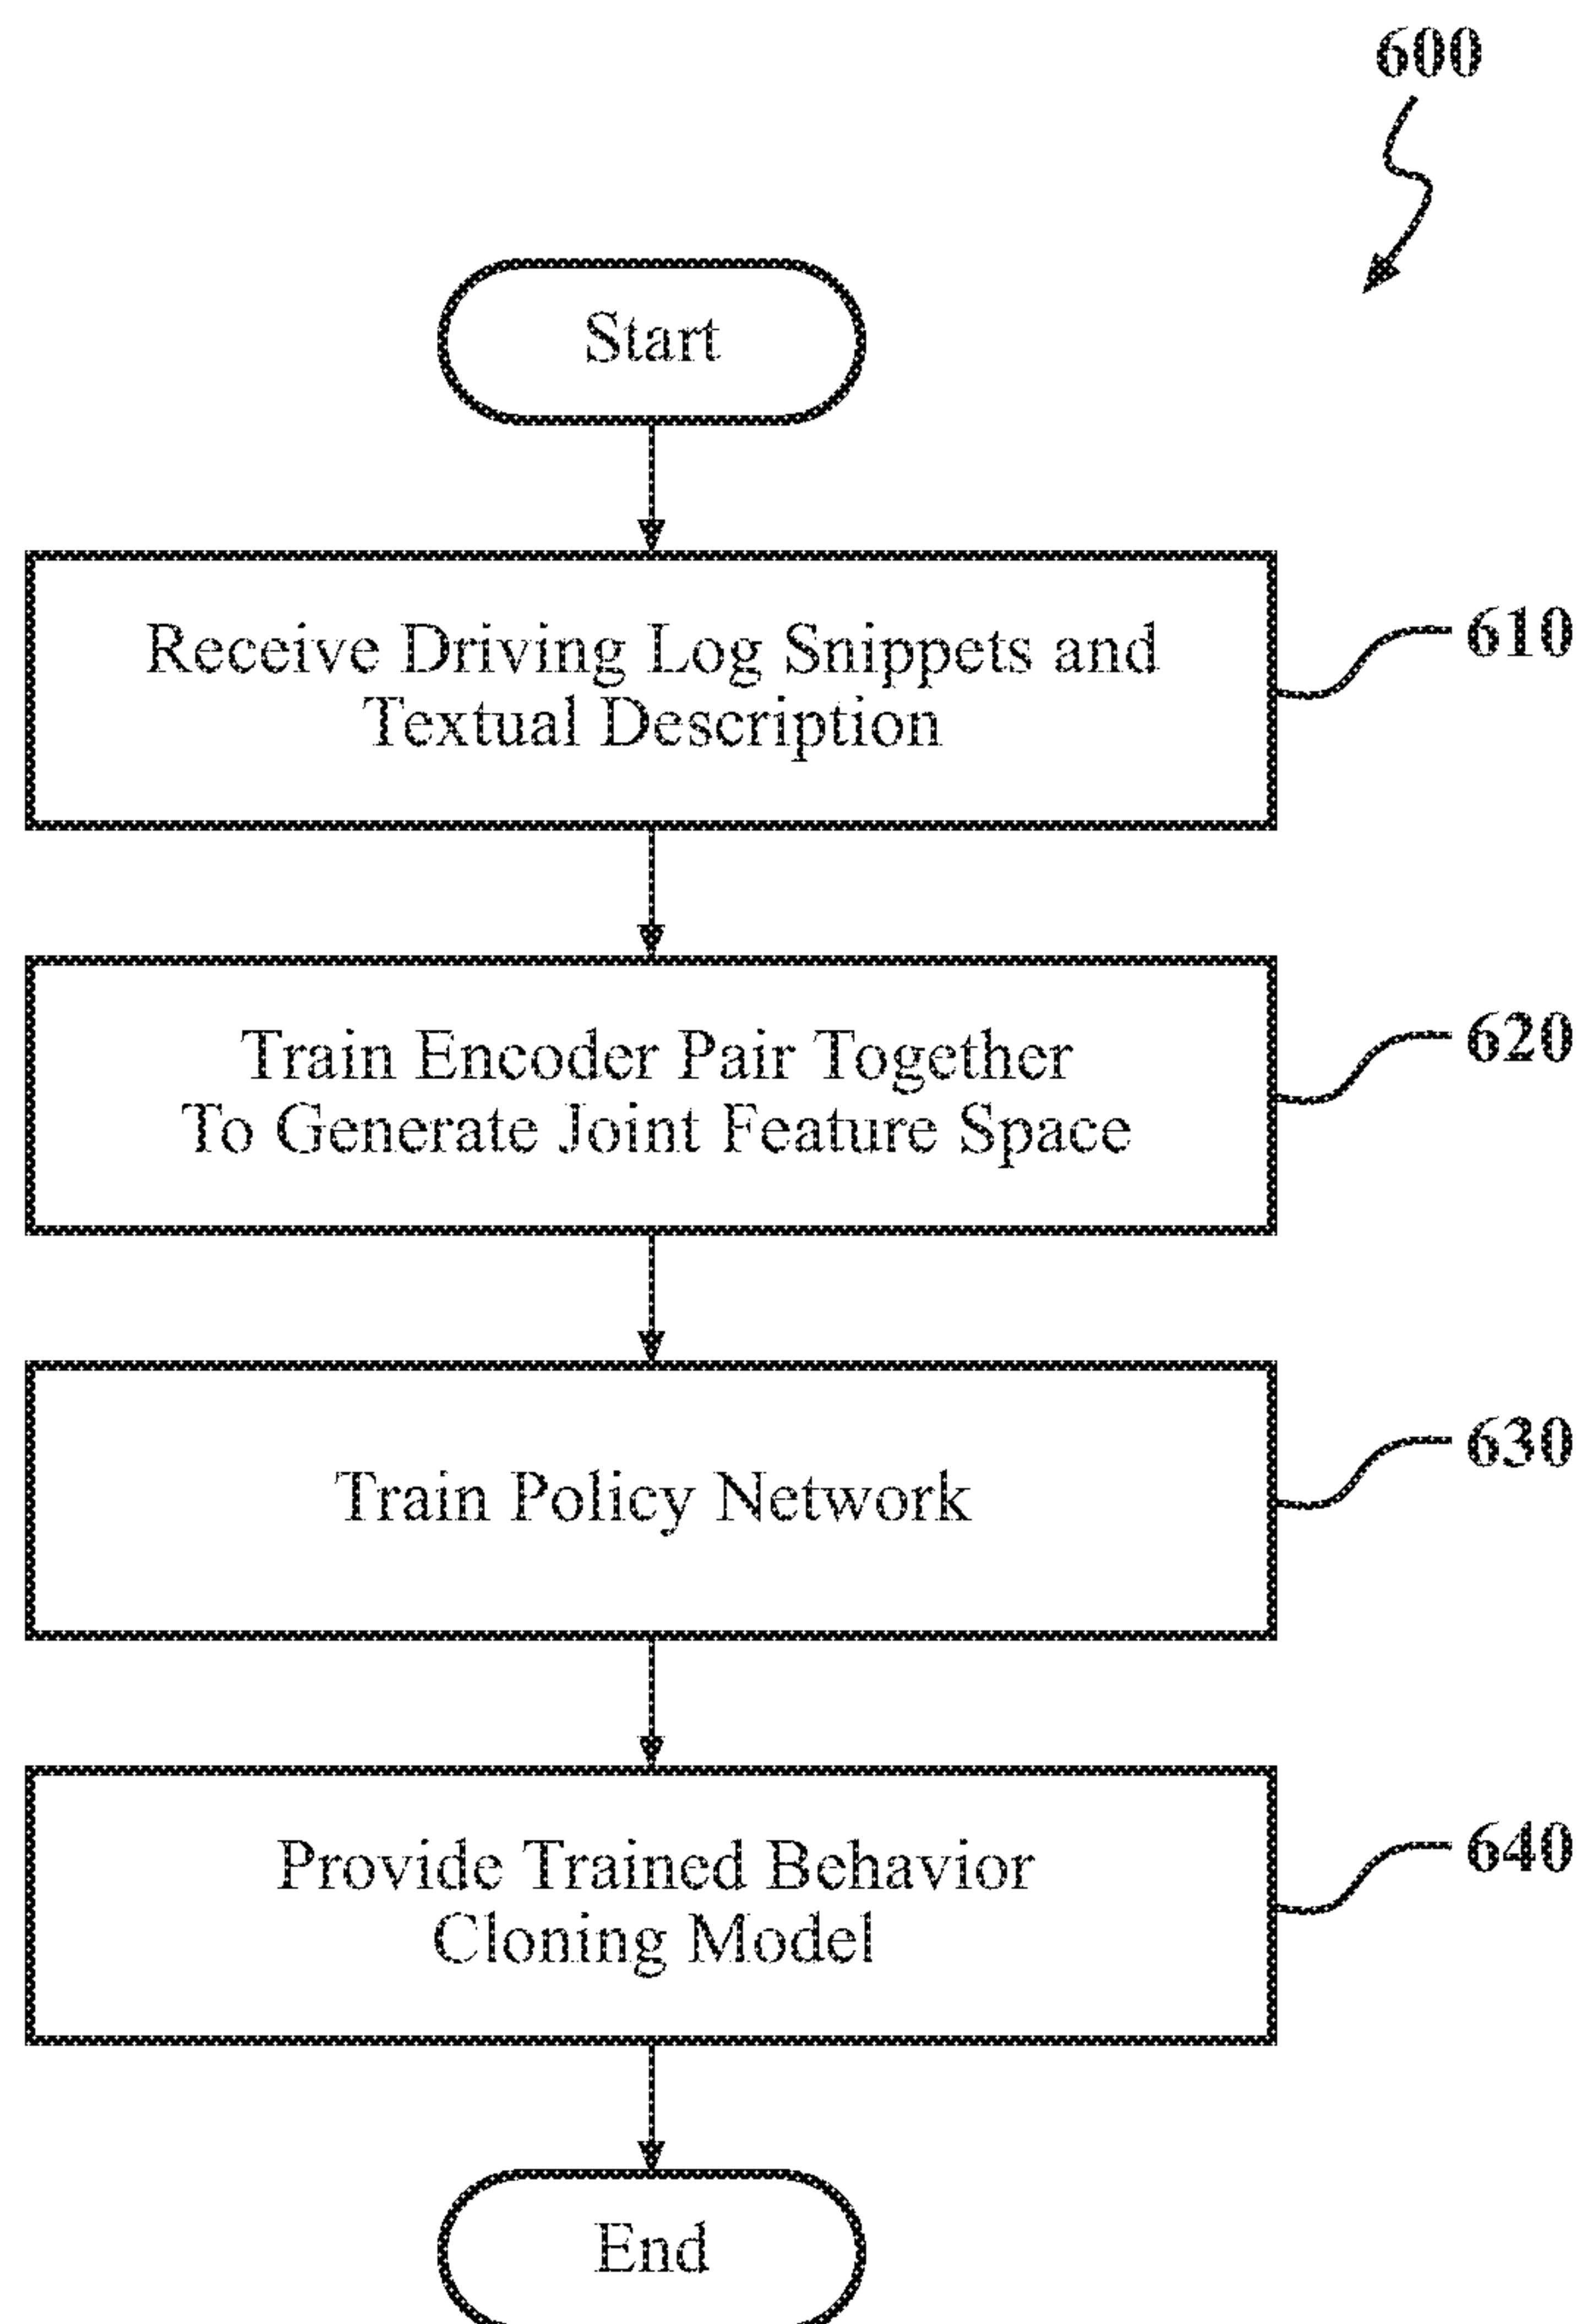 600
Start
Receive Driving Log Snippets and
Textual Description
610
Train Encoder Pair Together
To Generate Joint Feature Space
620
Train Policy Network
630
Provide Trained Behavior
Cloning Model
640
End